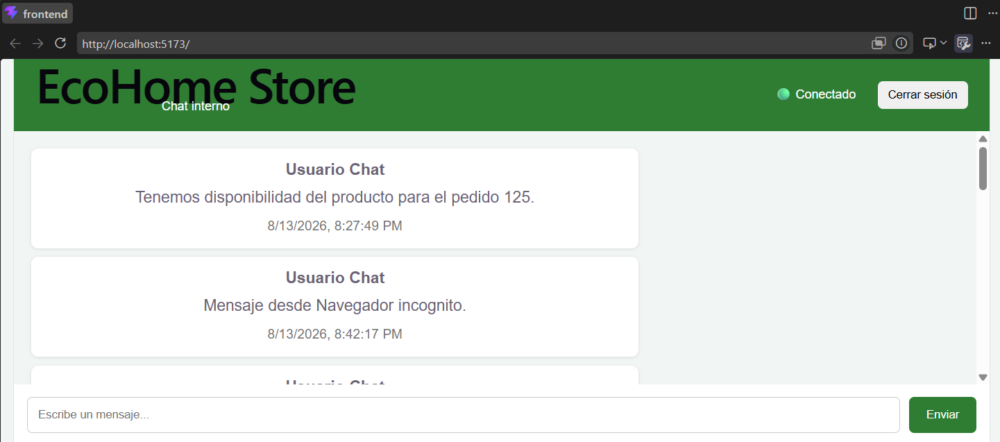 frontend
http://localhost:5173/
EcoHome Store
Chat interno
Conectado
Cerrar sesión
Usuario Chat
Tenemos disponibilidad del producto para el pedido 125.
8/13/2026, 8:27:49 PM
Usuario Chat
Mensaje desde Navegador incognito.
8/13/2026, 8:42:17 PM
Usuario Chat
Escribe un mensaje...
Enviar